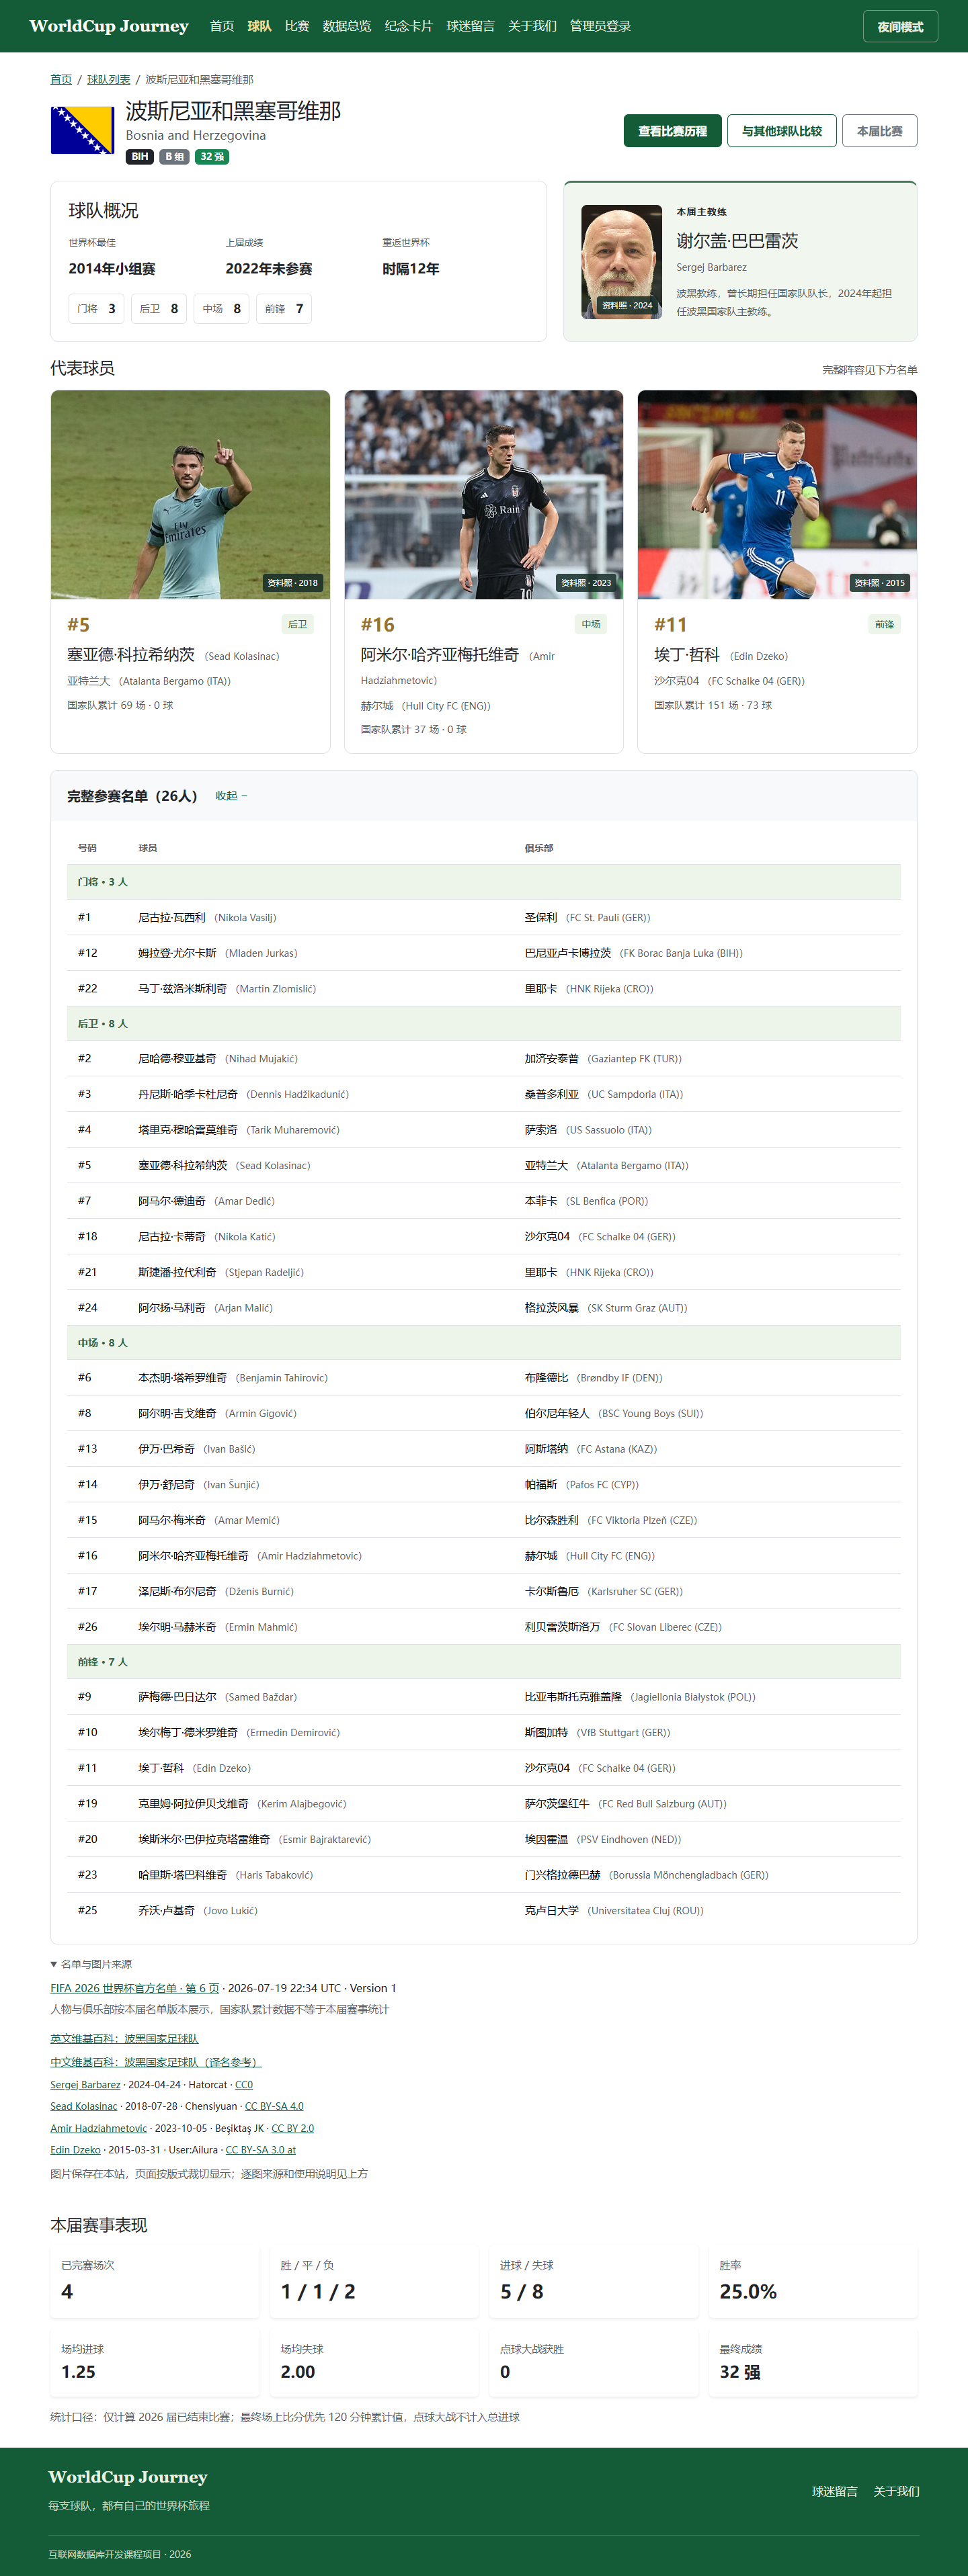 WorldCup Journey 首页 球队 比赛 数据总览 纪念卡片 球迷留言 关于我们 管理员登录 夜间模式
首页 / 球队列表 / 波斯尼亚和黑塞哥维那
波斯尼亚和黑塞哥维那
Bosnia and Herzegovina
BIH B 组 32 强
查看比赛历程 与其他球队比较 本届比赛
球队概况
世界杯最佳 上届成绩 重返世界杯
2014年小组赛 2022年未参赛 时隔12年
门将 3 后卫 8 中场 8 前锋 7
资料照 · 2024
本届主教练
谢尔盖·巴巴雷茨
Sergej Barbarez
波黑教练，曾长期担任国家队队长，2024年起担
任波黑国家队主教练。
代表球员 完整阵容见下方名单
Fly Emirates
资料照 · 2018
Rain
资料照 · 2023
11
资料照 · 2015
#5 后卫
塞亚德·科拉希纳茨 （Sead Kolasinac）
亚特兰大 （Atalanta Bergamo (ITA)）
国家队累计 69 场 · 0 球
#16 中场
阿米尔·哈齐亚梅托维奇 （Amir
Hadziahmetovic）
赫尔城 （Hull City FC (ENG)）
国家队累计 37 场 · 0 球
#11 前锋
埃丁·哲科 （Edin Dzeko）
沙尔克04 （FC Schalke 04 (GER)）
国家队累计 151 场 · 73 球
完整参赛名单（26人） 收起 −
号码 球员 俱乐部
门将 • 3 人
#1 尼古拉·瓦西利 （Nikola Vasilj） 圣保利 （FC St. Pauli (GER)）
#12 姆拉登·尤尔卡斯 （Mladen Jurkas） 巴尼亚卢卡博拉茨 （FK Borac Banja Luka (BIH)）
#22 马丁·兹洛米斯利奇 （Martin Zlomislić） 里耶卡 （HNK Rijeka (CRO)）
后卫 • 8 人
#2 尼哈德·穆亚基奇 （Nihad Mujakić） 加济安泰普 （Gaziantep FK (TUR)）
#3 丹尼斯·哈季卡杜尼奇 （Dennis Hadžikadunić） 桑普多利亚 （UC Sampdoria (ITA)）
#4 塔里克·穆哈雷莫维奇 （Tarik Muharemović） 萨索洛 （US Sassuolo (ITA)）
#5 塞亚德·科拉希纳茨 （Sead Kolasinac） 亚特兰大 （Atalanta Bergamo (ITA)）
#7 阿马尔·德迪奇 （Amar Dedić） 本菲卡 （SL Benfica (POR)）
#18 尼古拉·卡蒂奇 （Nikola Katić） 沙尔克04 （FC Schalke 04 (GER)）
#21 斯捷潘·拉代利奇 （Stjepan Radeljić） 里耶卡 （HNK Rijeka (CRO)）
#24 阿尔扬·马利奇 （Arjan Malić） 格拉茨风暴 （SK Sturm Graz (AUT)）
中场 • 8 人
#6 本杰明·塔希罗维奇 （Benjamin Tahirovic） 布隆德比 （Brøndby IF (DEN)）
#8 阿尔明·吉戈维奇 （Armin Gigović） 伯尔尼年轻人 （BSC Young Boys (SUI)）
#13 伊万·巴希奇 （Ivan Bašić） 阿斯塔纳 （FC Astana (KAZ)）
#14 伊万·舒尼奇 （Ivan Šunjić） 帕福斯 （Pafos FC (CYP)）
#15 阿马尔·梅米奇 （Amar Memić） 比尔森胜利 （FC Viktoria Plzeň (CZE)）
#16 阿米尔·哈齐亚梅托维奇 （Amir Hadziahmetovic） 赫尔城 （Hull City FC (ENG)）
#17 泽尼斯·布尔尼奇 （Dženis Burnić） 卡尔斯鲁厄 （Karlsruher SC (GER)）
#26 埃尔明·马赫米奇 （Ermin Mahmić） 利贝雷茨斯洛万 （FC Slovan Liberec (CZE)）
前锋 • 7 人
#9 萨梅德·巴日达尔 （Samed Baždar） 比亚韦斯托克雅盖隆 （Jagiellonia Białystok (POL)）
#10 埃尔梅丁·德米罗维奇 （Ermedin Demirović） 斯图加特 （VfB Stuttgart (GER)）
#11 埃丁·哲科 （Edin Dzeko） 沙尔克04 （FC Schalke 04 (GER)）
#19 克里姆·阿拉伊贝戈维奇 （Kerim Alajbegović） 萨尔茨堡红牛 （FC Red Bull Salzburg (AUT)）
#20 埃斯米尔·巴伊拉克塔雷维奇 （Esmir Bajraktarević） 埃因霍温 （PSV Eindhoven (NED)）
#23 哈里斯·塔巴科维奇 （Haris Tabaković） 门兴格拉德巴赫 （Borussia Mönchengladbach (GER)）
#25 乔沃·卢基奇 （Jovo Lukić） 克卢日大学 （Universitatea Cluj (ROU)）
▼ 名单与图片来源
FIFA 2026 世界杯官方名单 · 第 6 页 · 2026-07-19 22:34 UTC · Version 1
人物与俱乐部按本届名单版本展示，国家队累计数据不等于本届赛事统计
英文维基百科：波黑国家足球队
中文维基百科：波黑国家足球队（译名参考）
Sergej Barbarez · 2024-04-24 · Hatorcat · CC0
Sead Kolasinac · 2018-07-28 · Chensiyuan · CC BY-SA 4.0
Amir Hadziahmetovic · 2023-10-05 · Beşiktaş JK · CC BY 2.0
Edin Dzeko · 2015-03-31 · User:Ailura · CC BY-SA 3.0 at
图片保存在本站，页面按版式裁切显示；逐图来源和使用说明见上方
本届赛事表现
已完赛场次 胜 / 平 / 负 进球 / 失球 胜率
4 1 / 1 / 2 5 / 8 25.0%
场均进球 场均失球 点球大战获胜 最终成绩
1.25 2.00 0 32 强
统计口径：仅计算 2026 届已结束比赛；最终场上比分优先 120 分钟累计值，点球大战不计入总进球
WorldCup Journey
每支球队，都有自己的世界杯旅程
球迷留言 关于我们
互联网数据库开发课程项目 · 2026